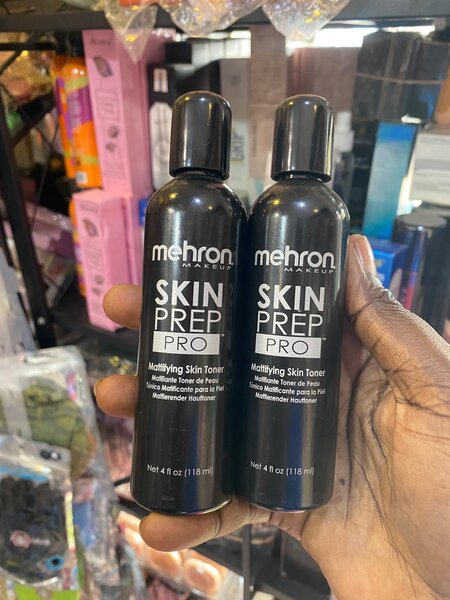 mehron
MAKEUP
SKIN
PREP™
PRO
Mattifying Skin Toner
Matifiante Toner de Peau
Tónico Matificante para la Piel
Mattierender Hauttoner
Net 4 fl oz (118 ml)
mehron
MAKEUP
SKIN
PREP™
PRO
Mattifying Skin Toner
Matifiante Toner de Peau
Tónico Matificante para la Piel
Mattierender Hauttoner
Net 4 fl oz (118 ml)